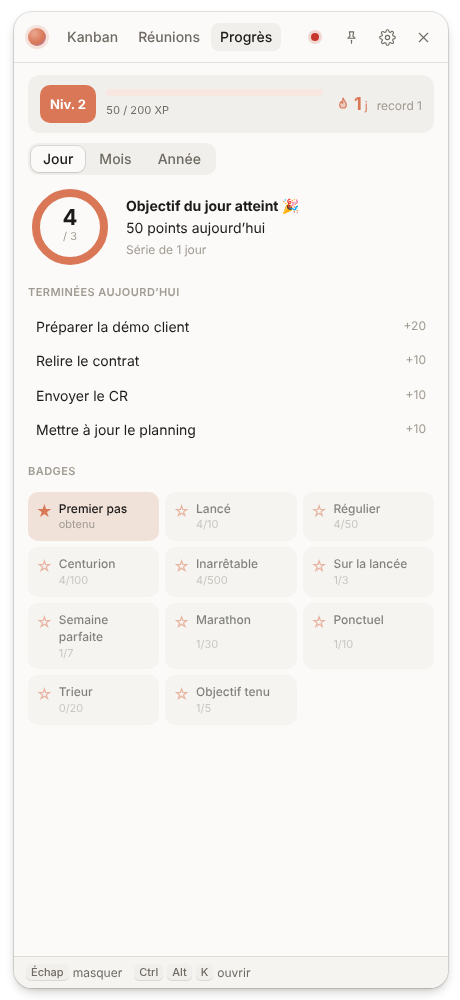 Kanban Réunions Progrès
Niv. 2
50 / 200 XP
1 j record 1
Jour Mois Année
4
/ 3
Objectif du jour atteint 🎉
50 points aujourd’hui
Série de 1 jour
TERMINÉES AUJOURD’HUI
Préparer la démo client +20
Relire le contrat +10
Envoyer le CR +10
Mettre à jour le planning +10
BADGES
Premier pas
obtenu
Lancé
4/10
Régulier
4/50
Centurion
4/100
Inarrêtable
4/500
Sur la lancée
1/3
Semaine
parfaite
1/7
Marathon
1/30
Ponctuel
1/10
Trieur
0/20
Objectif tenu
1/5
Échap masquer Ctrl Alt K ouvrir